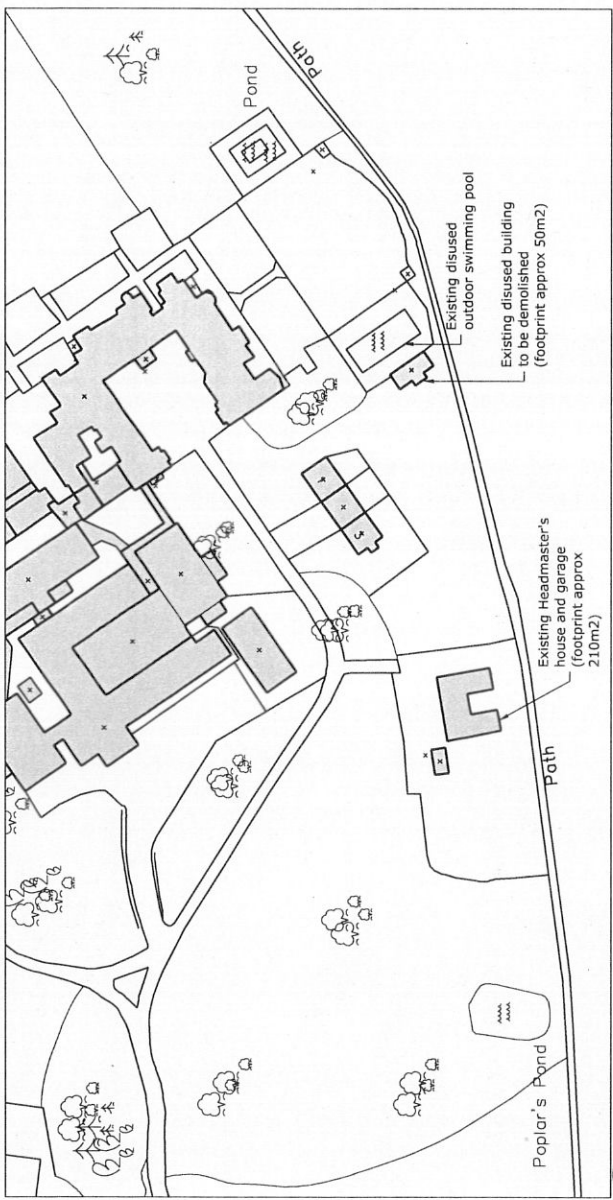 Path
Pond
Existing disused
outdoor swimming pool
Existing disused building
to be demolished
(footprint approx 50m2)
Existing Headmaster's
house and garage
(footprint approx
210m2)
Path
Poplar's Pond